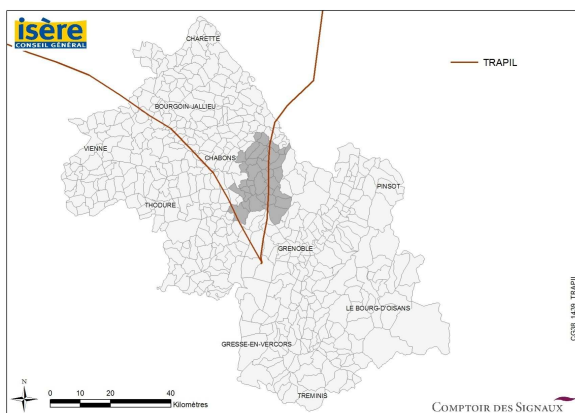 isère
CONSEIL GÉNÉRAL
CHARETTE
TRAPIL
BOURGOIN-JALLIEU
VIENNE
CHABONS
PINSOT
THODURE
GRENOBLE
LE BOURG-D'OISANS
GRESSE-EN-VERCORS
TREMINIS
CG38_1439_TRAPIL
N
0 10 20 40
Kilomètres
COMPTOIR DES SIGNAUX